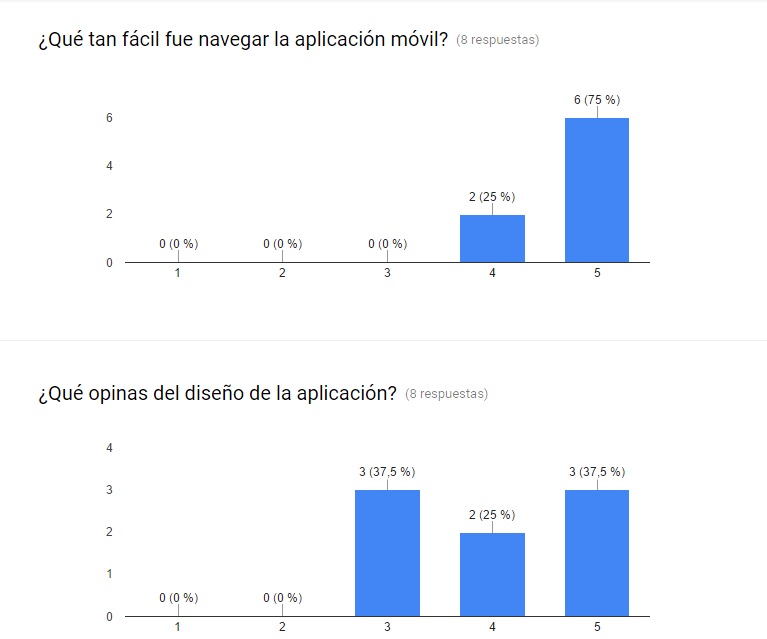 ¿Qué tan fácil fue navegar la aplicación móvil? (8 respuestas)
6 (75 %)
6
4
2 (25 %)
2
0 (0 %) 0 (0 %) 0 (0 %)
0
1 2 3 4 5
¿Qué opinas del diseño de la aplicación? (8 respuestas)
4
3 (37,5 %) 3 (37,5 %)
3
2 (25 %)
2
1
0 (0 %) 0 (0 %)
0
1 2 3 4 5